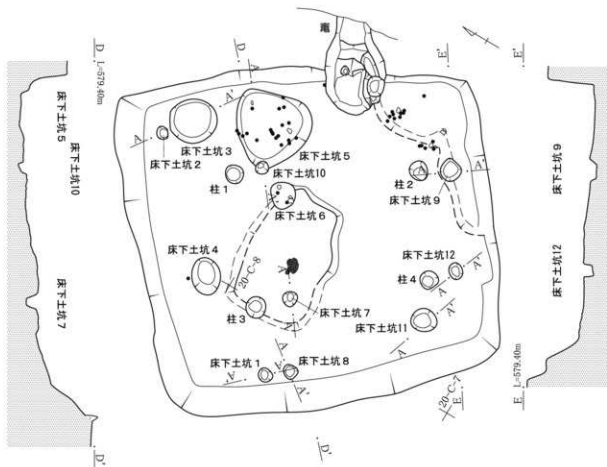 D
D
E'
E'
L=579.40m
竈
A
A'
A
床下土坑5
床下土坑10
床下土坑7
床下土坑2
床下土坑3
床下土坑5
床下土坑10
柱1
床下土坑6
柱2
A
A'
床下土坑9
床下土坑9
床下土坑12
床下土坑4
20-C-8
床下土坑12
柱4
A
A'
A'
柱3
床下土坑7
床下土坑11
A
床下土坑1
床下土坑8
A
A'
A'
20-C-7
E
E
L=579.40m
D'
D'